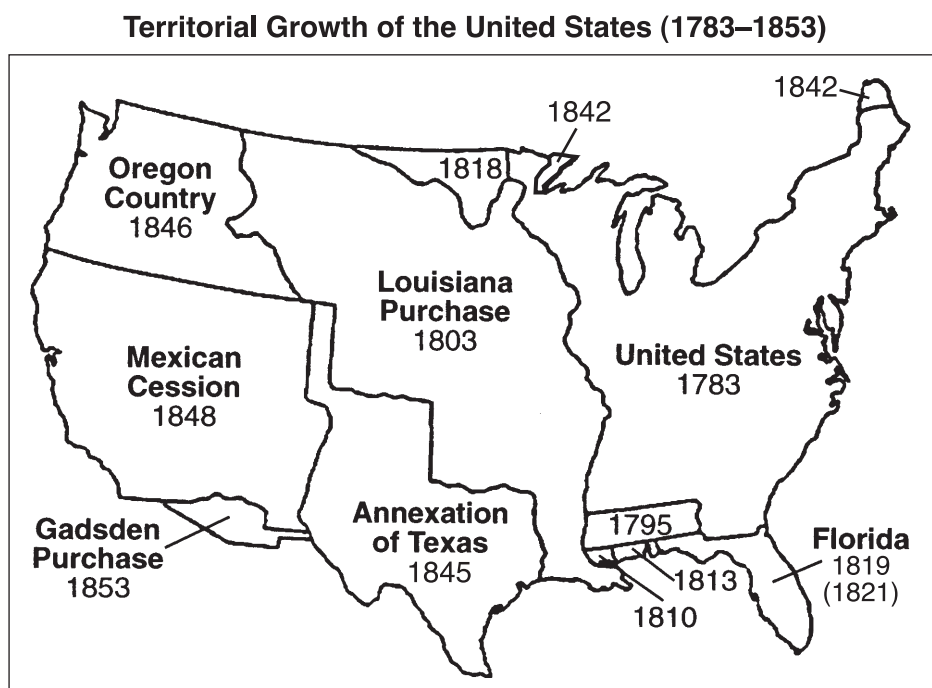 Territorial Growth of the United States (1783–1853)
1842
1842
1818
Oregon
Country
1846
Louisiana
Purchase
1803
United States
1783
Mexican
Cession
1848
Gadsden
Purchase
1853
Annexation
of Texas
1845
1795
1813
1810
Florida
1819
(1821)